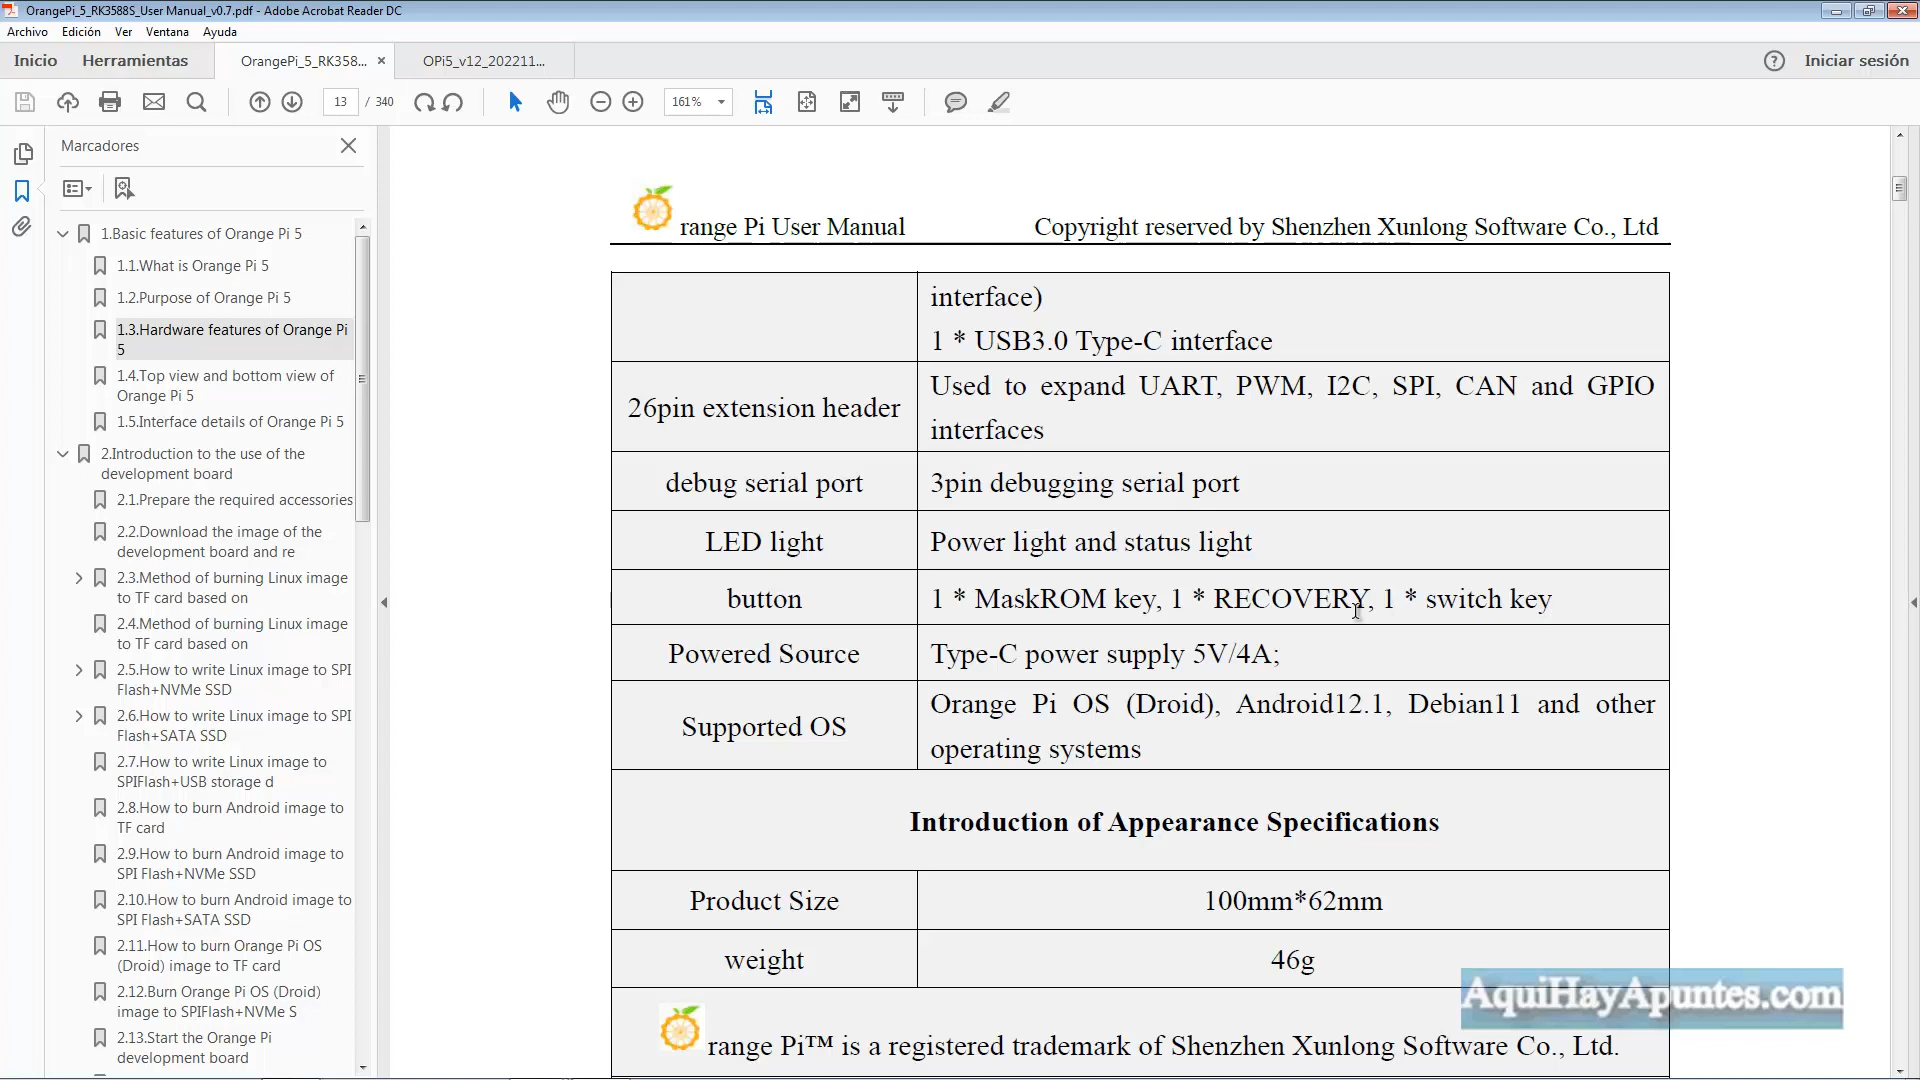 OrangePi_5_RK3588S_User Manual_v0.7.pdf - Adobe Acrobat Reader DC
Archivo Edición Ver Ventana Ayuda
Inicio Herramientas OrangePi_5_RK358... OPi5_v12_202211... Iniciar sesión
13 / 340 161%
Marcadores
1.Basic features of Orange Pi 5
1.1.What is Orange Pi 5
1.2.Purpose of Orange Pi 5
1.3.Hardware features of Orange Pi
5
1.4.Top view and bottom view of
Orange Pi 5
1.5.Interface details of Orange Pi 5
2.Introduction to the use of the
development board
2.1.Prepare the required accessories
2.2.Download the image of the
development board and re
2.3.Method of burning Linux image
to TF card based on
2.4.Method of burning Linux image
to TF card based on
2.5.How to write Linux image to SPI
Flash+NVMe SSD
2.6.How to write Linux image to SPI
Flash+SATA SSD
2.7.How to write Linux image to
SPIFlash+USB storage d
2.8.How to burn Android image to
TF card
2.9.How to burn Android image to
SPI Flash+NVMe SSD
2.10.How to burn Android image to
SPI Flash+SATA SSD
2.11.How to burn Orange Pi OS
(Droid) image to TF card
2.12.Burn Orange Pi OS (Droid)
image to SPIFlash+NVMe S
2.13.Start the Orange Pi
development board
range Pi User Manual Copyright reserved by Shenzhen Xunlong Software Co., Ltd
interface)
1 * USB3.0 Type-C interface
26pin extension header
Used to expand UART, PWM, I2C, SPI, CAN and GPIO
interfaces
debug serial port 3pin debugging serial port
LED light Power light and status light
button 1 * MaskROM key, 1 * RECOVERY, 1 * switch key
Powered Source Type-C power supply 5V/4A;
Supported OS
Orange Pi OS (Droid), Android12.1, Debian11 and other
operating systems
Introduction of Appearance Specifications
Product Size 100mm*62mm
weight 46g
AquiHayApuntes.com
range Pi™ is a registered trademark of Shenzhen Xunlong Software Co., Ltd.